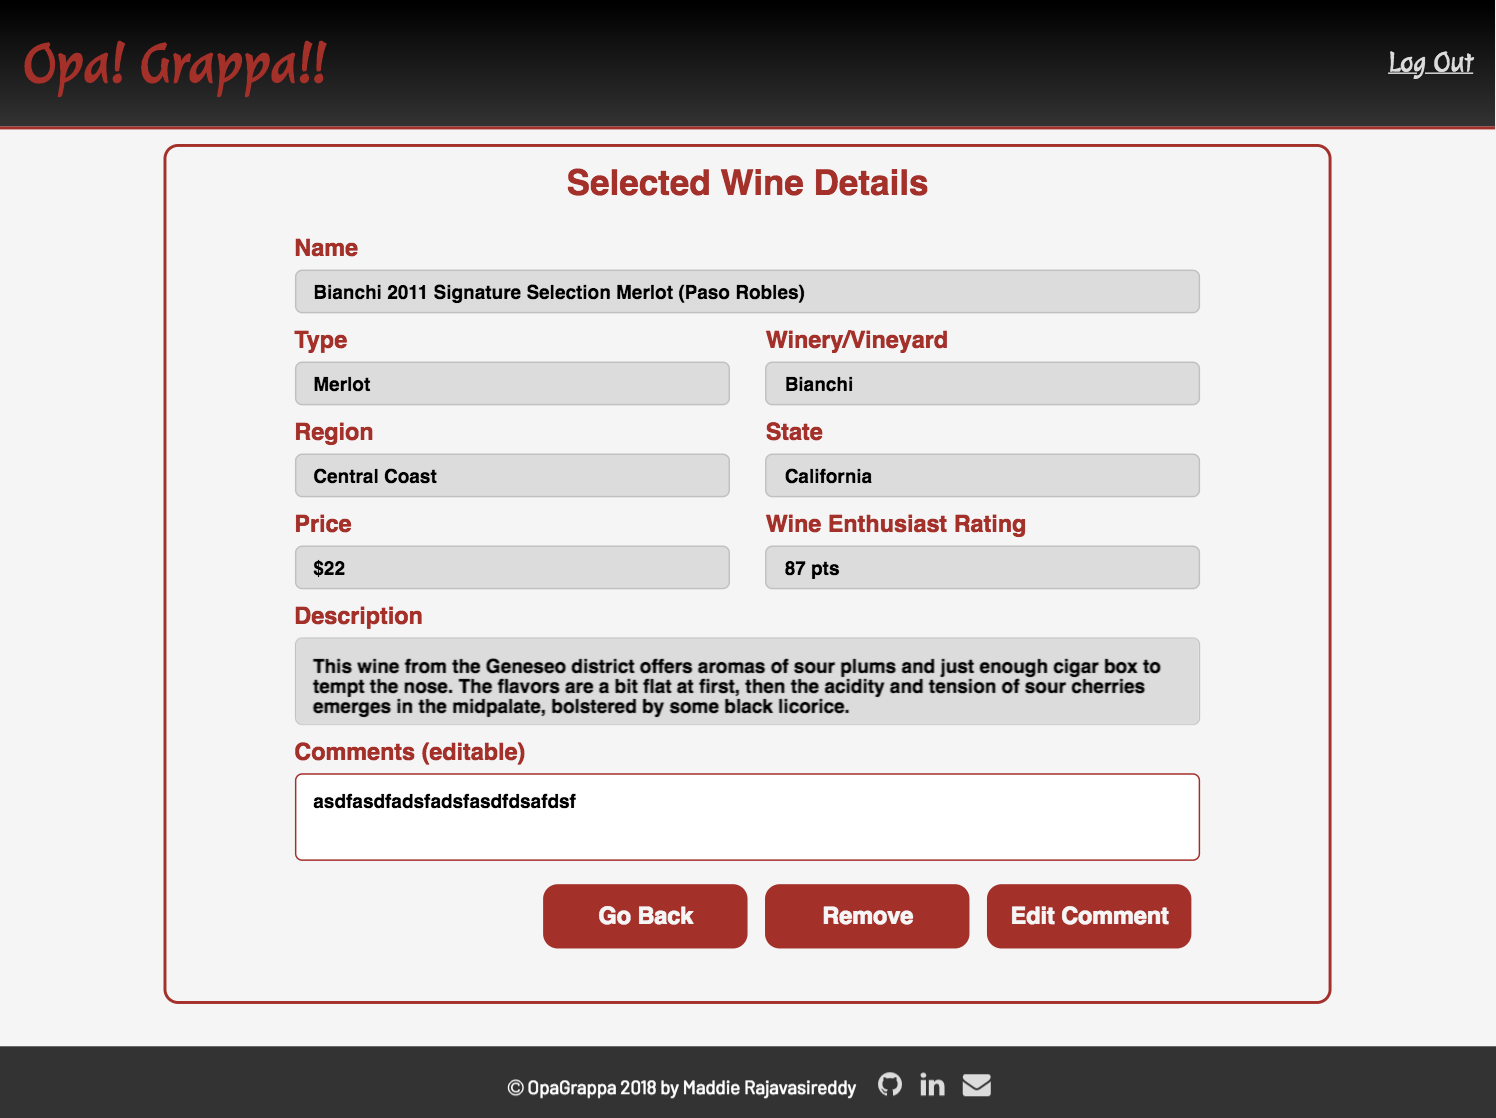 Opa! Grappa!!
Log Out
Selected Wine Details
Name
Bianchi 2011 Signature Selection Merlot (Paso Robles)
Type
Winery/Vineyard
Merlot
Bianchi
Region
State
Central Coast
California
Price
Wine Enthusiast Rating
$22
87 pts
Description
This wine from the Geneseo district offers aromas of sour plums and just enough cigar box to
tempt the nose. The flavors are a bit flat at first, then the acidity and tension of sour cherries
emerges in the midpalate, bolstered by some black licorice.
Comments (editable)
asdfasdfadsfadsfasdfdsafdsf
Go Back
Remove
Edit Comment
© OpaGrappa 2018 by Maddie Rajavasireddy